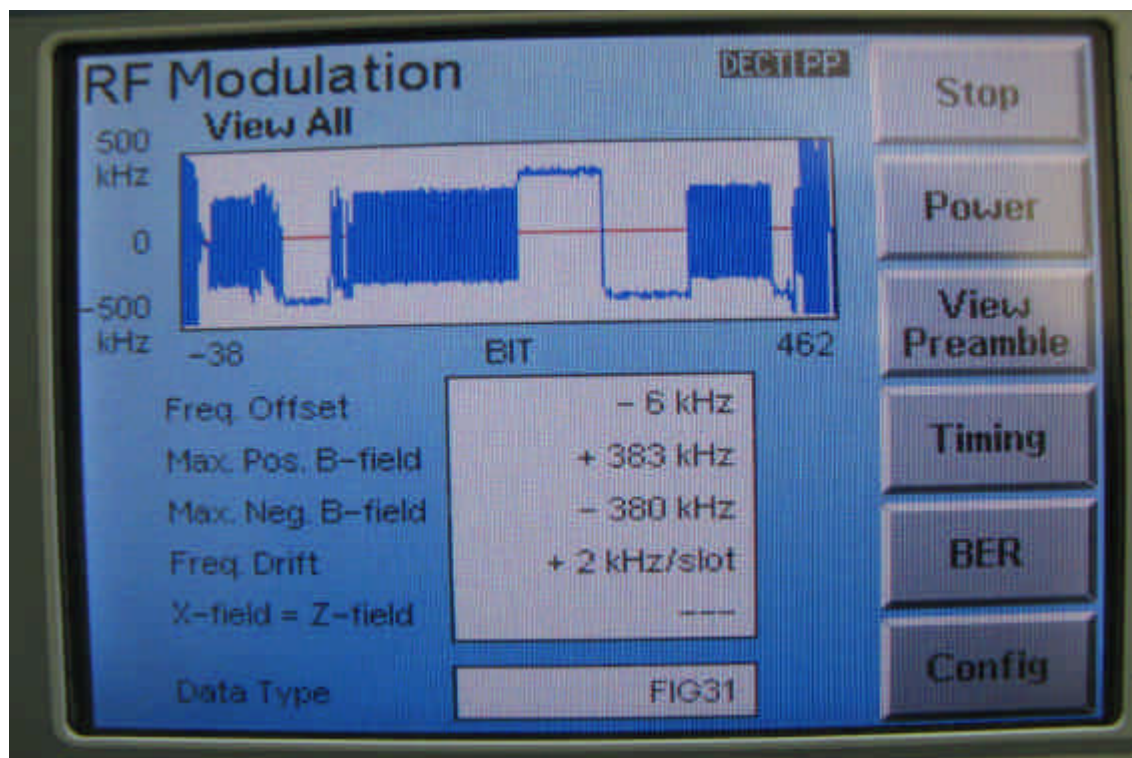 RF Modulation
DECT PP
View All
500
kHz
0
-500
kHz
-38
BIT
462
Freq. Offset
- 6 kHz
Max. Pos. B-field
+ 383 kHz
Max. Neg. B-field
- 380 kHz
Freq. Drift
+ 2 kHz/slot
X-field = Z-field
---
Data Type
FIG31
Stop
Power
View
Preamble
Timing
BER
Config